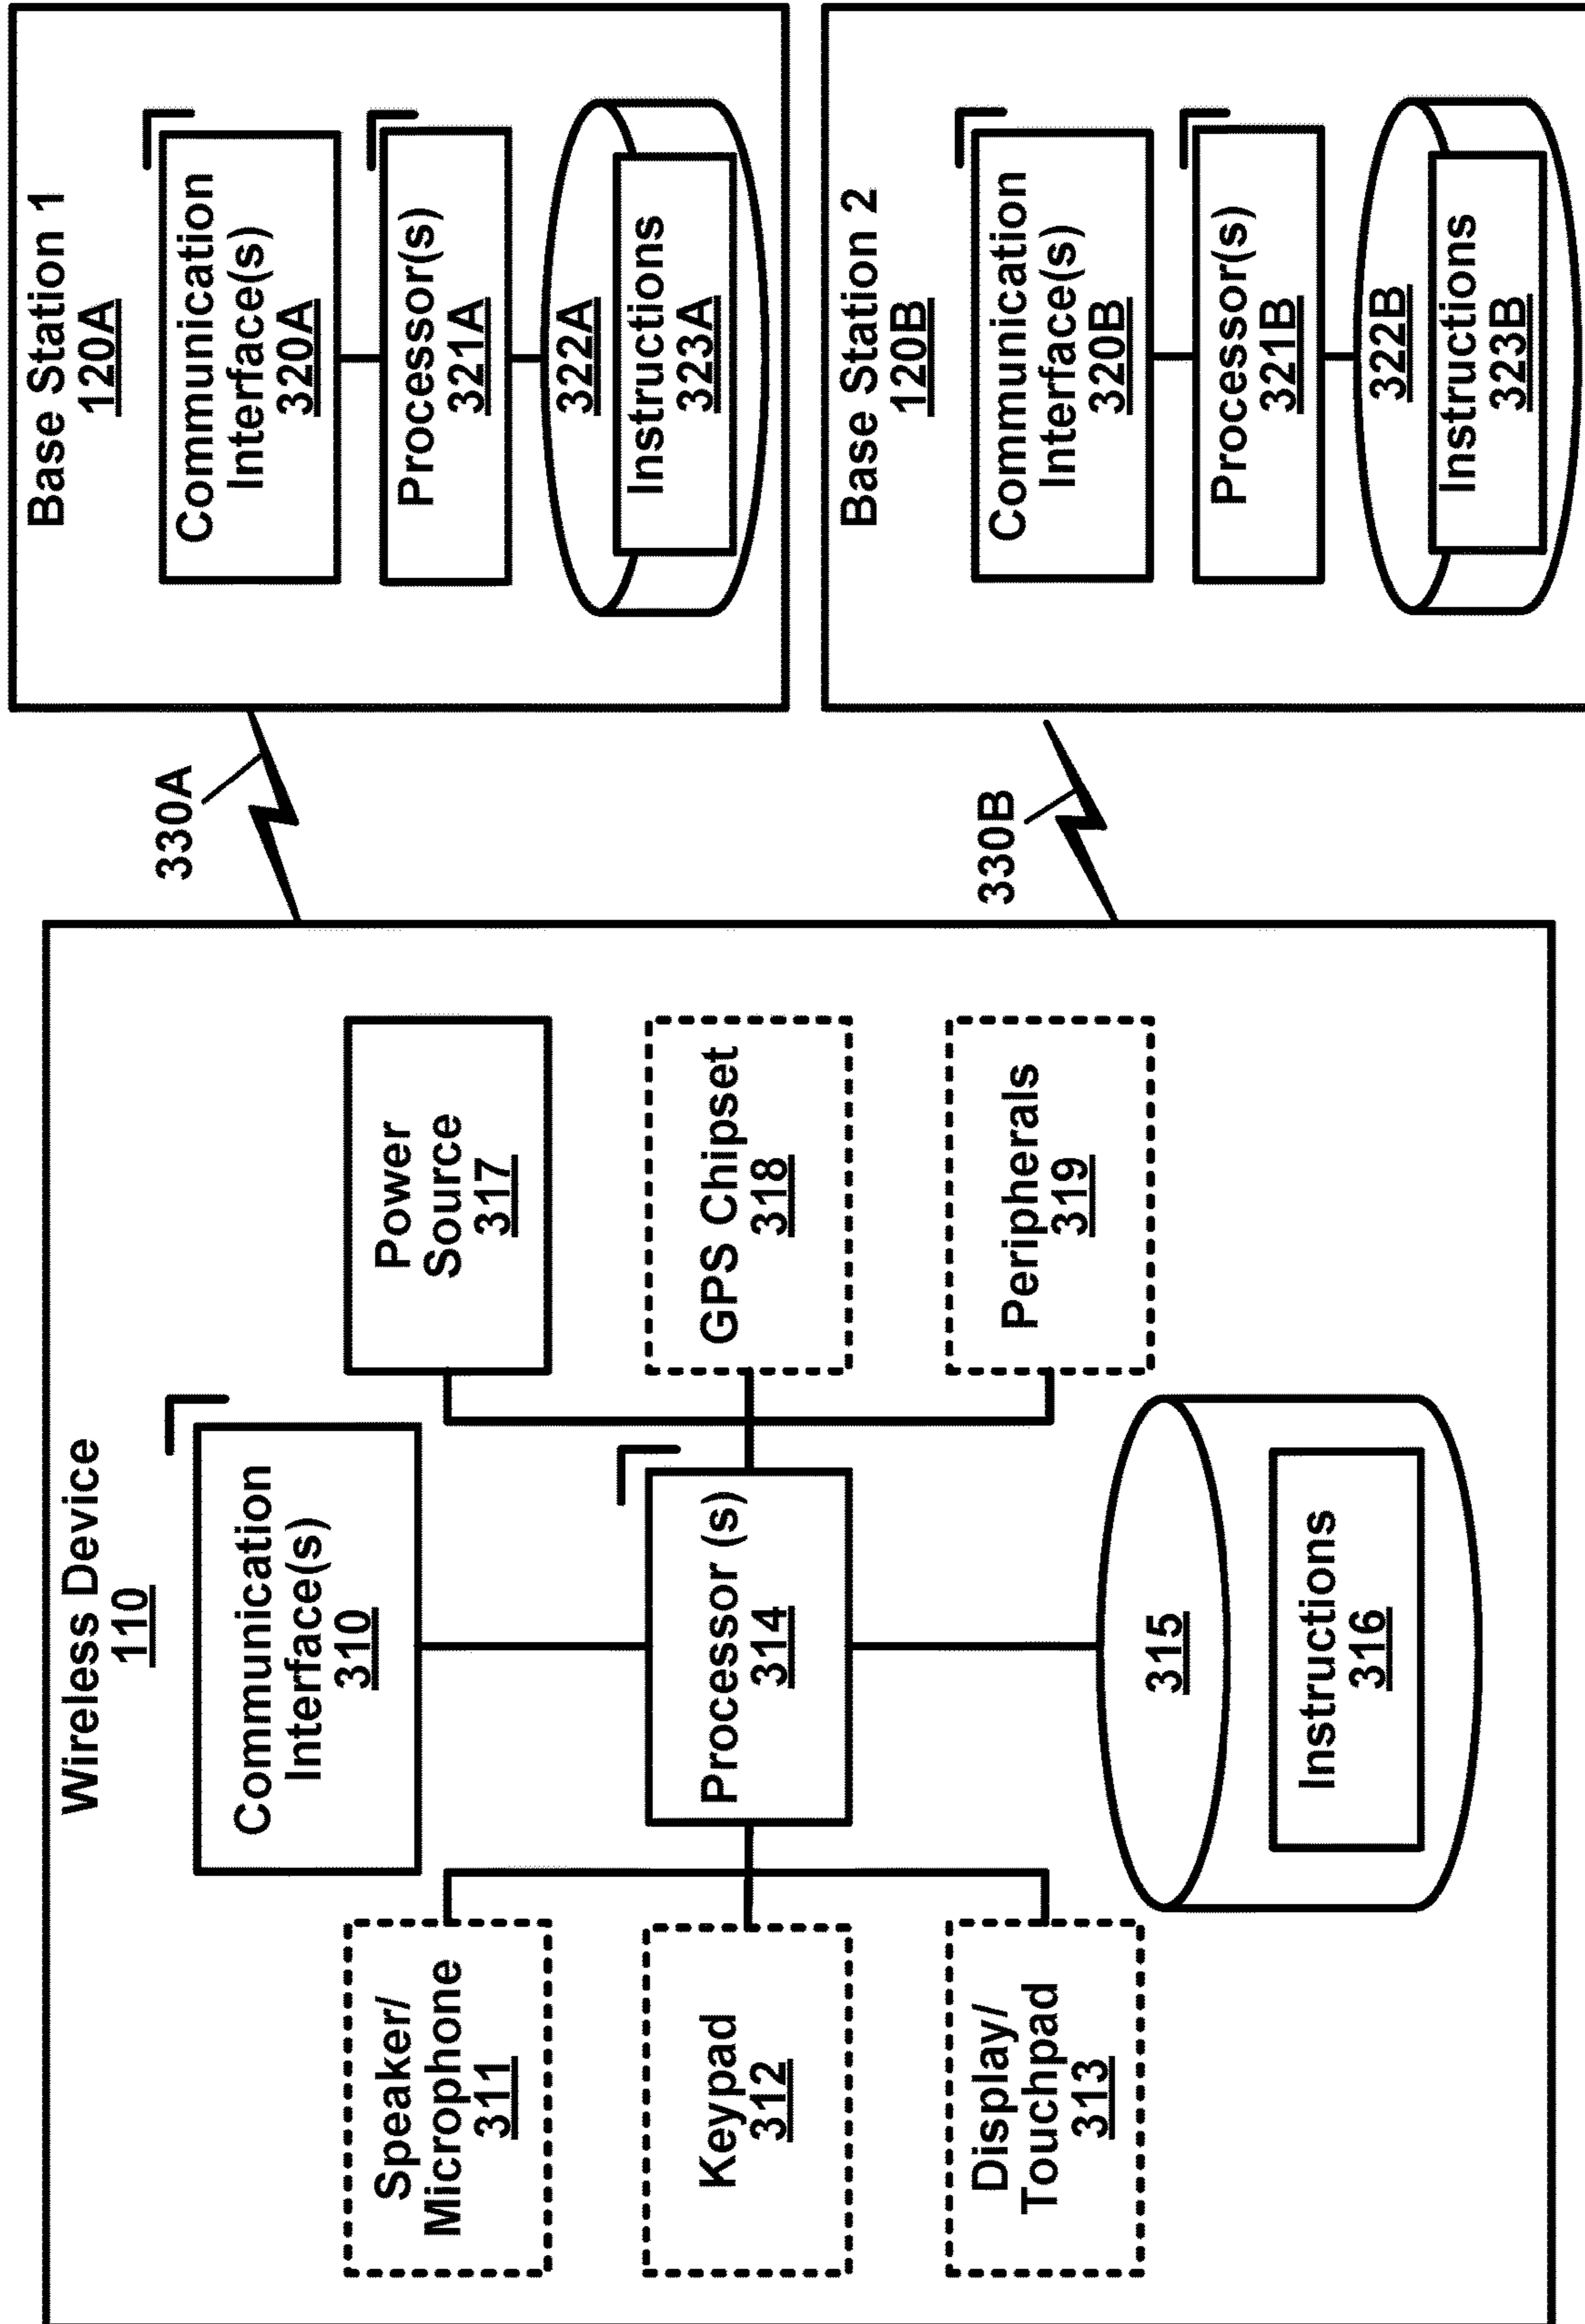 Wireless Device
110
Communication
Interface(s)
310
Speaker/
Microphone
311
Power
Source
317
Keypad
312
Processor (s)
314
GPS Chipset
318
Display/
Touchpad
313
Peripherals
319
315
Instructions
316
330A
330B
Base Station 1
120A
Communication
Interface(s)
320A
Processor(s)
321A
322A
Instructions
323A
Base Station 2
120B
Communication
Interface(s)
320B
Processor(s)
321B
322B
Instructions
323B